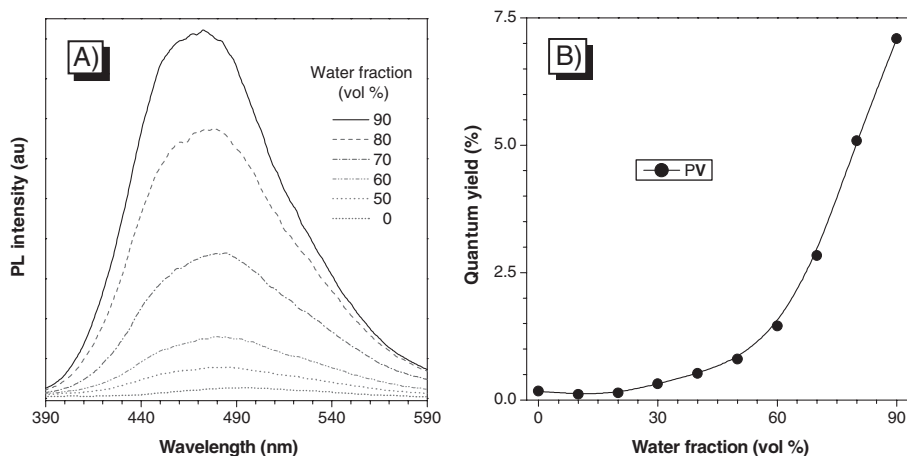 A)
Water fraction
(vol %)
90
80
70
60
50
0
PL intensity (au)
390 440 490 540 590
Wavelength (nm)
B)
7.5
5.0
2.5
0.0
Quantum yield (%)
PV
0 30 60 90
Water fraction (vol %)